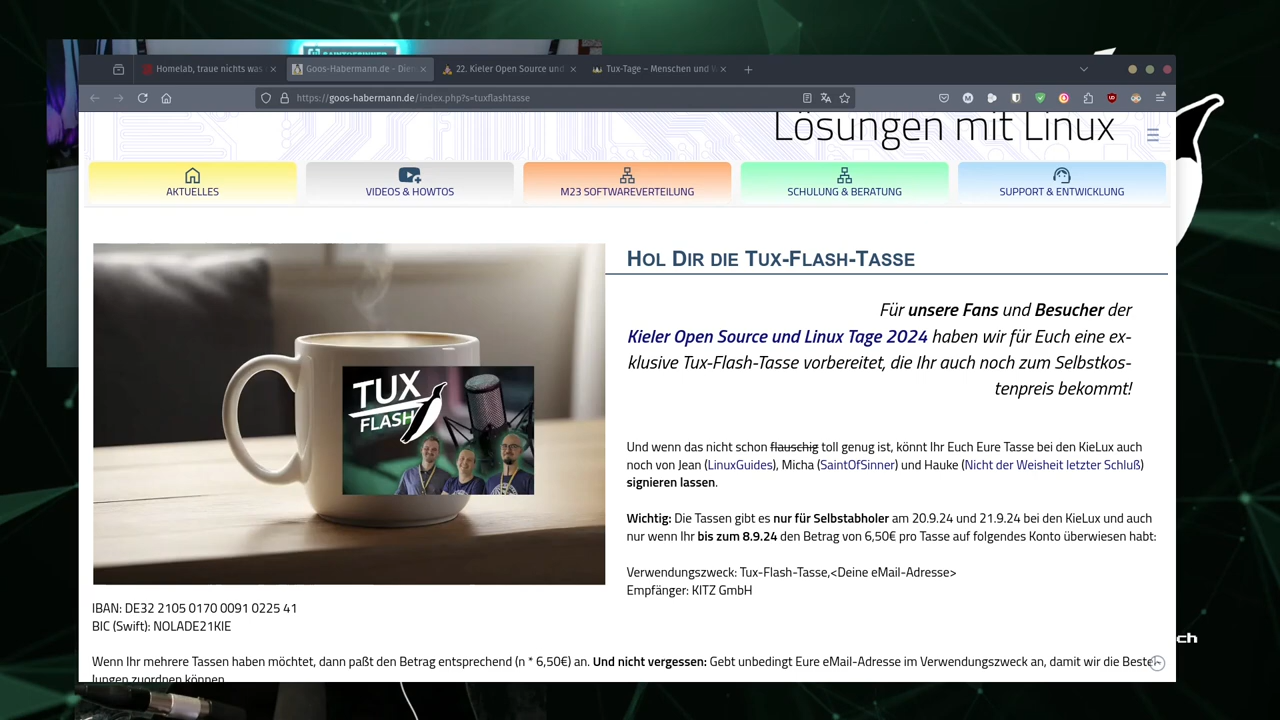 Homelab, traue nichts was
Goos-Habermann.de - Dien
22. Kieler Open Source und
Tux-Tage – Menschen und W
https://goos-habermann.de/index.php?s=tuxflashtasse
Lösungen mit Linux
AKTUELLES
VIDEOS & HOWTOS
M23 SOFTWAREVERTEILUNG
SCHULUNG & BERATUNG
SUPPORT & ENTWICKLUNG
TUX
FLASH
Hol Dir die Tux-Flash-Tasse
Für unsere Fans und Besucher der
Kieler Open Source und Linux Tage 2024 haben wir für Euch eine ex-
klusive Tux-Flash-Tasse vorbereitet, die Ihr auch noch zum Selbstkos-
tenpreis bekommt!
Und wenn das nicht schon flauschig toll genug ist, könnt Ihr Euch Eure Tasse bei den KieLux auch
noch von Jean (LinuxGuides), Micha (SaintOfSinner) und Hauke (Nicht der Weisheit letzter Schluß)
signieren lassen.
Wichtig: Die Tassen gibt es nur für Selbstabholer am 20.9.24 und 21.9.24 bei den KieLux und auch
nur wenn Ihr bis zum 8.9.24 den Betrag von 6,50€ pro Tasse auf folgendes Konto überwiesen habt:
Verwendungszweck: Tux-Flash-Tasse,<Deine eMail-Adresse>
Empfänger: KITZ GmbH
IBAN: DE32 2105 0170 0091 0225 41
BIC (Swift): NOLADE21KIE
Wenn Ihr mehrere Tassen haben möchtet, dann paßt den Betrag entsprechend (n * 6,50€) an. Und nicht vergessen: Gebt unbedingt Eure eMail-Adresse im Verwendungszweck an, damit wir die Bestel-
lungen zuordnen können
ch